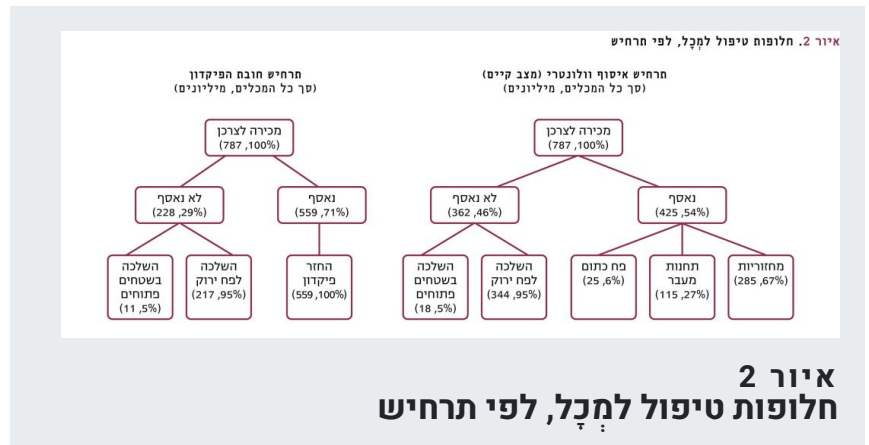 איור 2. חלופות טיפול למְכָל, לפי תרחיש
תרחיש איסוף וולונטרי (מצב קיים)
(סך כל המכלים, מיליונים)
מכירה לצרכן
(787 ,100%)
נאסף
(425 ,54%)
לא נאסף
(362 ,46%)
מחזוריות
(285 ,67%)
תחנות
מעבר
(115 ,27%)
פח כתום
(25 ,6%)
השלכה
לפח ירוק
(344 ,95%)
השלכה
בשטחים
פתוחים
(18 ,5%)
תרחיש חובת הפיקדון
(סך כל המכלים, מיליונים)
מכירה לצרכן
(787 ,100%)
נאסף
(559 ,71%)
לא נאסף
(228 ,29%)
החזר
פיקדון
(559 ,100%)
השלכה
לפח ירוק
(217 ,95%)
השלכה
בשטחים
פתוחים
(11 ,5%)
איור 2
חלופות טיפול למְכָל, לפי תרחיש